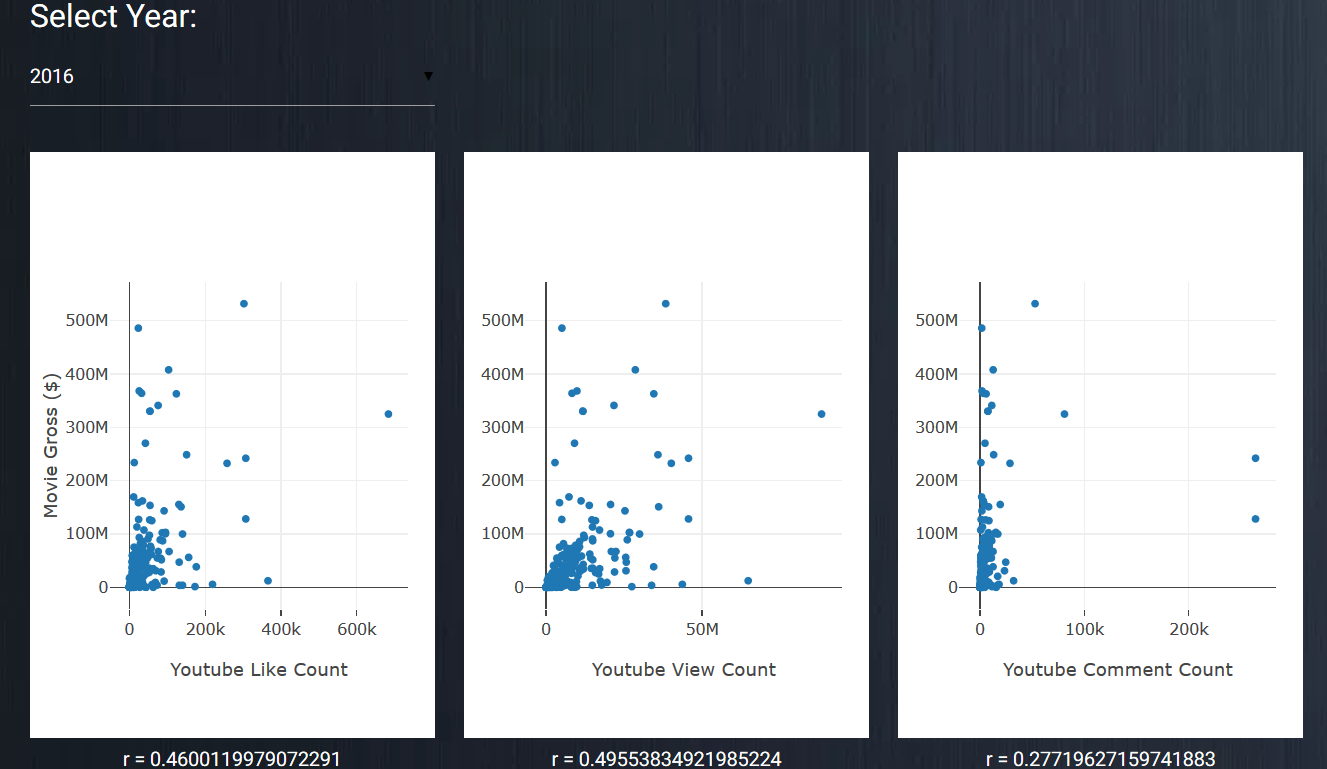 Select Year:
2016
▼
Movie Gross ($)
500M
400M
300M
200M
100M
0
0 200k 400k 600k
Youtube Like Count
500M
400M
300M
200M
100M
0
0 50M
Youtube View Count
500M
400M
300M
200M
100M
0
0 100k 200k
Youtube Comment Count
r = 0.4600119979072291
r = 0.49553834921985224
r = 0.27719627159741883